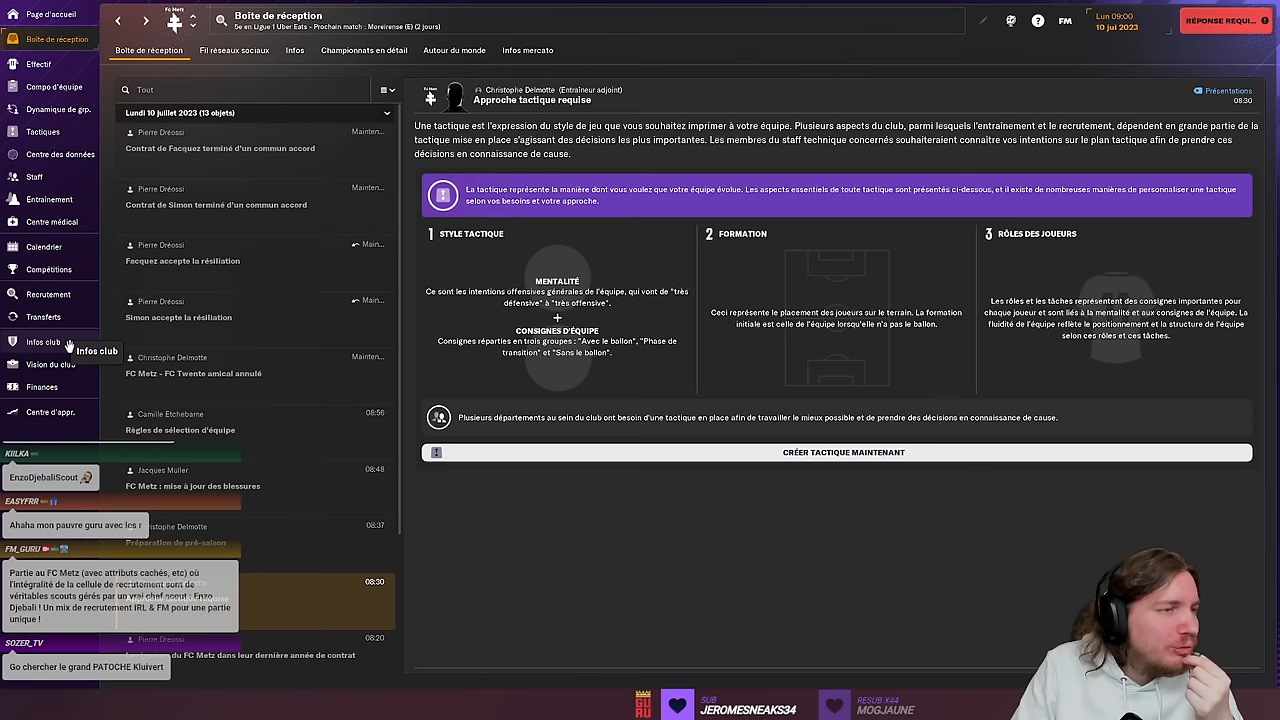 Page d'accueil
Boîte de réception
Effectif
Compo d'équipe
Dynamique de grp.
Tactiques
Centre des données
Staff
Entraînement
Centre médical
Calendrier
Compétitions
Recrutement
Transferts
Infos club
Infos club
Vision du club
Finances
Centre d'appr.
Fc Metz
Boîte de réception
5e en Ligue 1 Uber Eats - Prochain match : Moreirense (E) (2 jours)
FM
Lun 09:00
10 jui 2023
RÉPONSE REQUI...
Boîte de réception
Fil réseaux sociaux
Infos
Championnats en détail
Autour du monde
Infos mercato
Tout
Lundi 10 juillet 2023 (13 objets)
Pierre Dréossi
Mainten...
Contrat de Facquez terminé d'un commun accord
Pierre Dréossi
Mainten...
Contrat de Simon terminé d'un commun accord
Pierre Dréossi
Main...
Facquez accepte la résiliation
Pierre Dréossi
Main...
Simon accepte la résiliation
Christophe Delmotte
Mainten...
FC Metz - FC Twente amical annulé
Camille Etchebarne
08:56
Règles de sélection d'équipe
Jacques Muller
08:48
FC Metz : mise à jour des blessures
Christophe Delmotte
08:37
Préparation de pré-saison
08:30
Approche tactique requise
Pierre Dréossi
08:20
du FC Metz dans leur dernière année de contrat
Fc Metz
Christophe Delmotte (Entraîneur adjoint)
Approche tactique requise
Présentations
08:30
Une tactique est l'expression du style de jeu que vous souhaitez imprimer à votre équipe. Plusieurs aspects du club, parmi lesquels l'entraînement et le recrutement, dépendent en grande partie de la
tactique mise en place s'agissant des décisions les plus importantes. Les membres du staff technique concernés souhaiteraient connaître vos intentions sur le plan tactique afin de prendre ces
décisions en connaissance de cause.
La tactique représente la manière dont vous voulez que votre équipe évolue. Les aspects essentiels de toute tactique sont présentés ci-dessous, et il existe de nombreuses manières de personnaliser une tactique
selon vos besoins et votre approche.
1 STYLE TACTIQUE
MENTALITÉ
Ce sont les intentions offensives générales de l'équipe, qui vont de "très
défensive" à "très offensive".
+
CONSIGNES D'ÉQUIPE
Consignes réparties en trois groupes : "Avec le ballon", "Phase de
transition" et "Sans le ballon".
2 FORMATION
Ceci représente le placement des joueurs sur le terrain. La formation
initiale est celle de l'équipe lorsqu'elle n'a pas le ballon.
3 RÔLES DES JOUEURS
Les rôles et les tâches représentent des consignes importantes pour
chaque joueur et sont liés à la mentalité et aux consignes de l'équipe. La
fluidité de l'équipe reflète le positionnement et la structure de l'équipe
selon ces rôles et ces tâches.
Plusieurs départements au sein du club ont besoin d'une tactique en place afin de travailler le mieux possible et de prendre des décisions en connaissance de cause.
CRÉER TACTIQUE MAINTENANT
KIILKA
EnzoDjebaliScout
EASYFRR
Ahaha mon pauvre guru avec les r
FM_GURU
Partie au FC Metz (avec attributs cachés, etc) où
l'intégralité de la cellule de recrutement sont de
véritables scouts gérés par un vrai chef scout : Enzo
Djebali ! Un mix de recrutement IRL & FM pour une partie
unique !
SOZER_TV
Go chercher le grand PATOCHE Kluivert
GURU
SUB
JEROMESNEAKS34
RESUB X44
MOGJAUNE